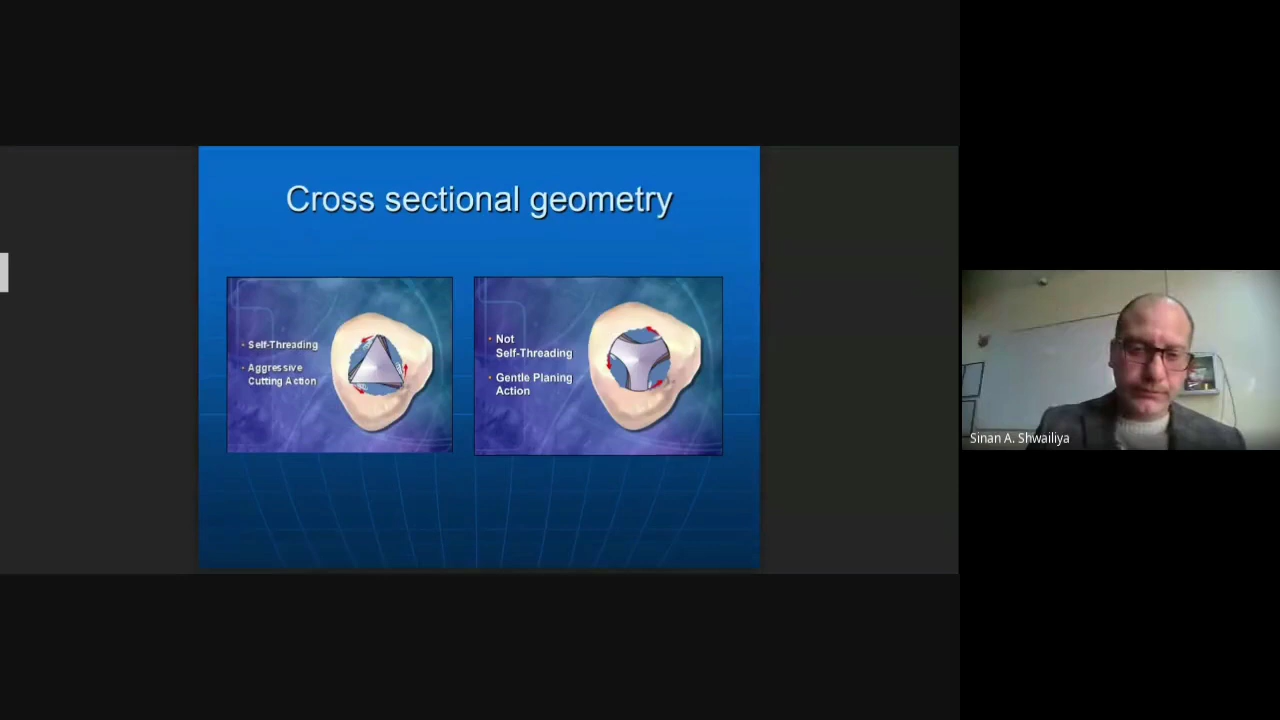 Cross sectional geometry
• Self-Threading
• Aggressive
Cutting Action
• Not
Self-Threading
• Gentle Planing
Action
Sinan A. Shwailiya